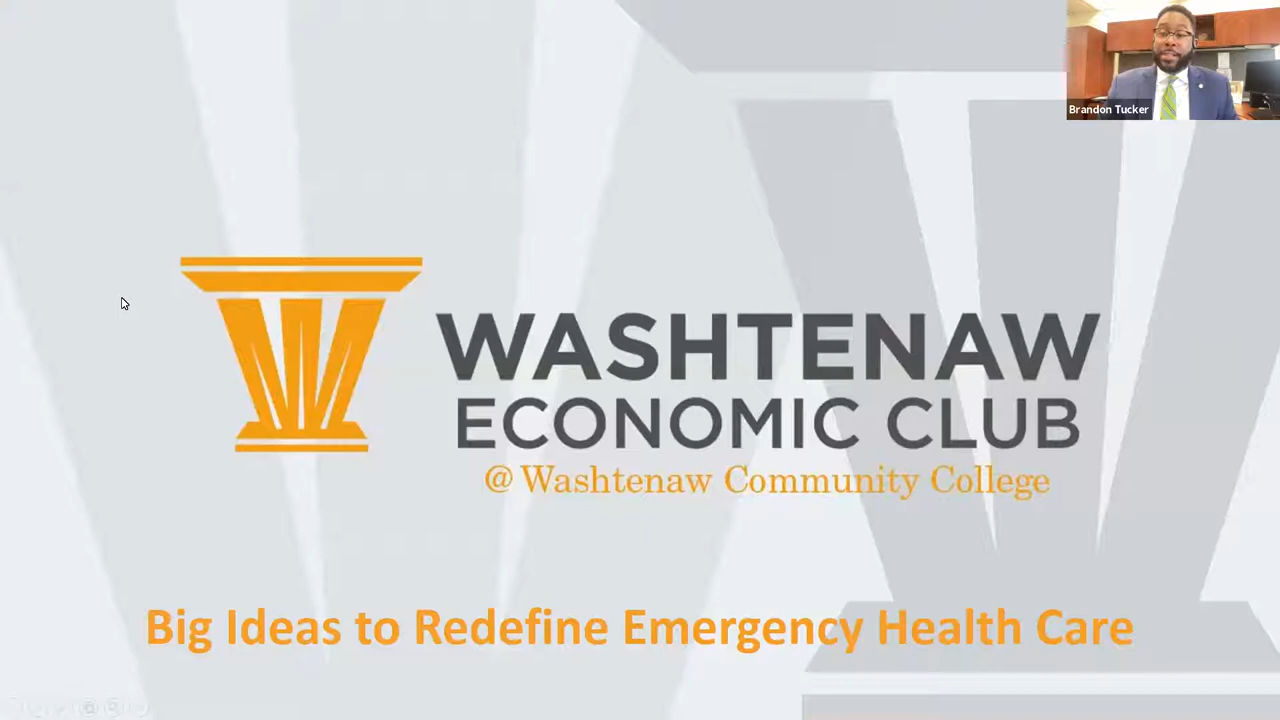 Brandon Tucker
WASHTENAW
ECONOMIC CLUB
@ Washtenaw Community College
Big Ideas to Redefine Emergency Health Care